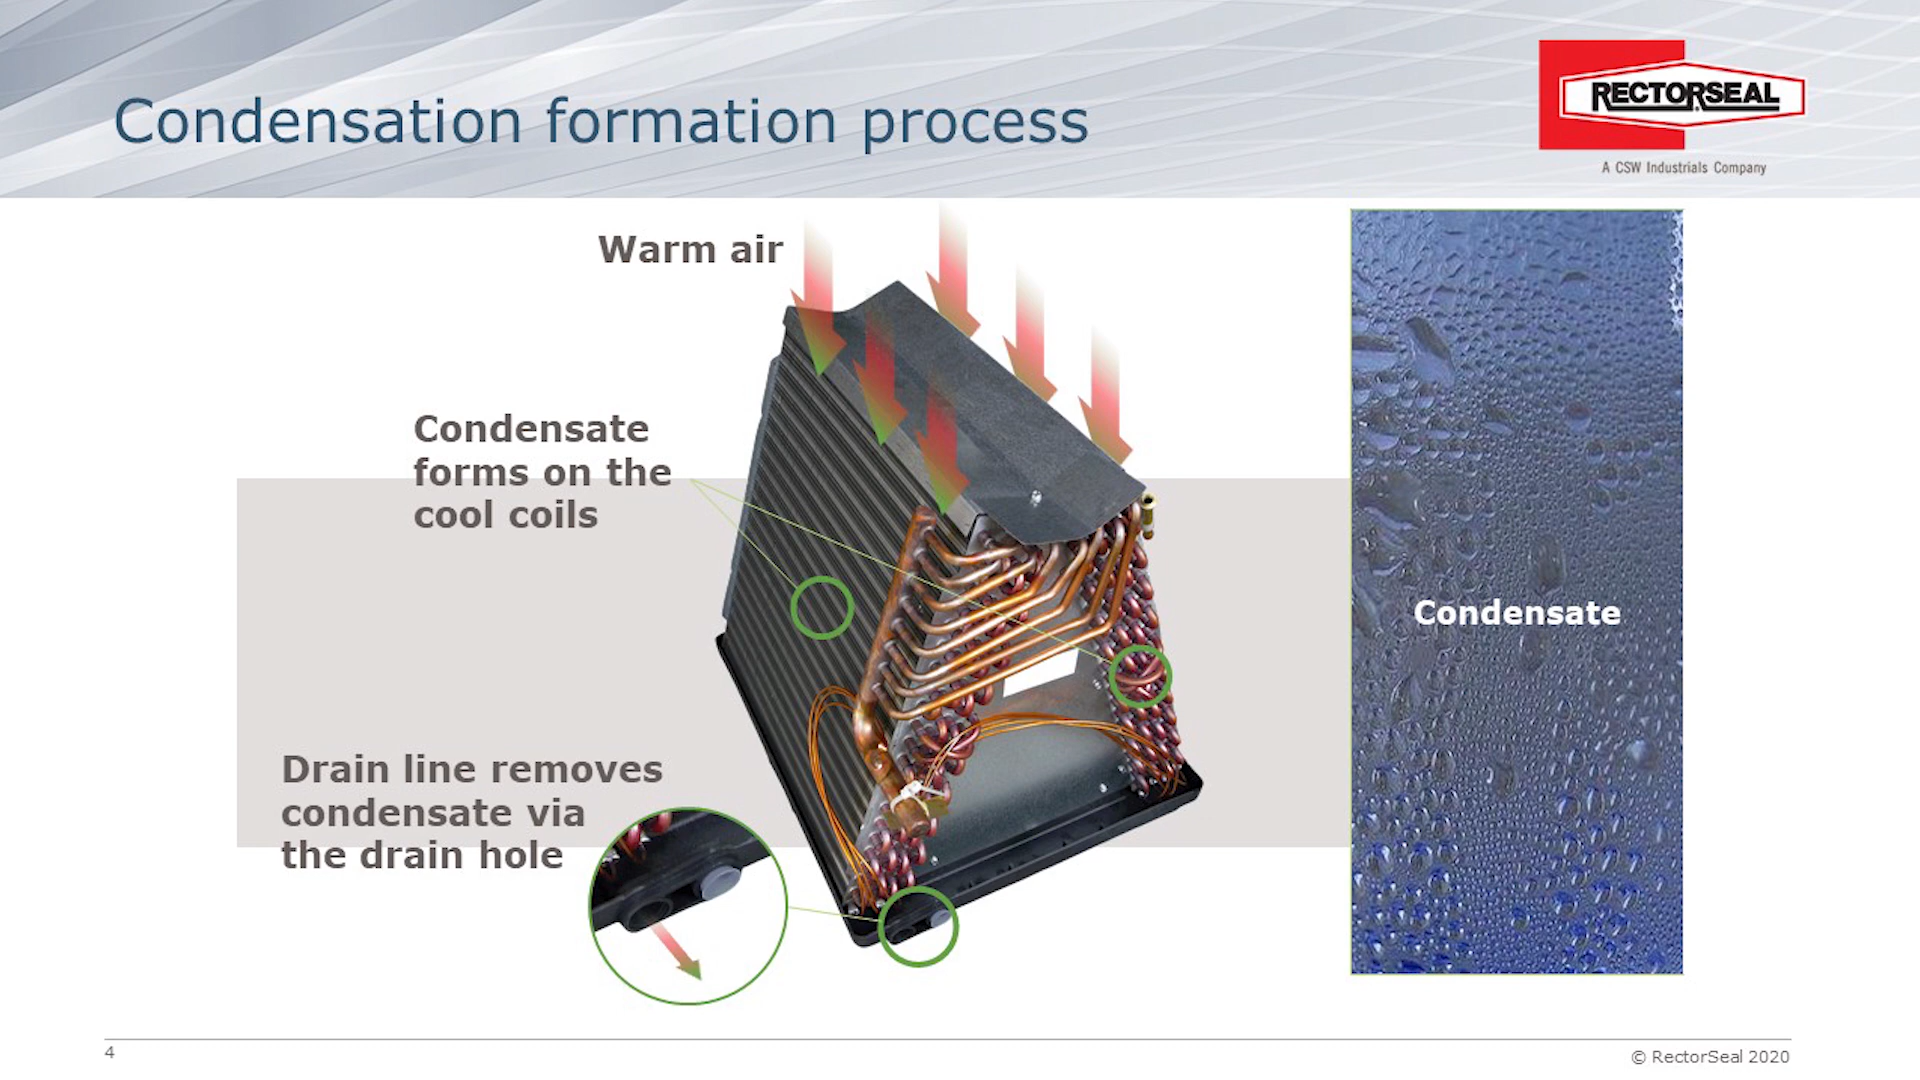 Condensation formation process
RECTORSEAL
A CSW Industrials Company
Warm air
Condensate
forms on the
cool coils
Condensate
Drain line removes
condensate via
the drain hole
4
© RectorSeal 2020